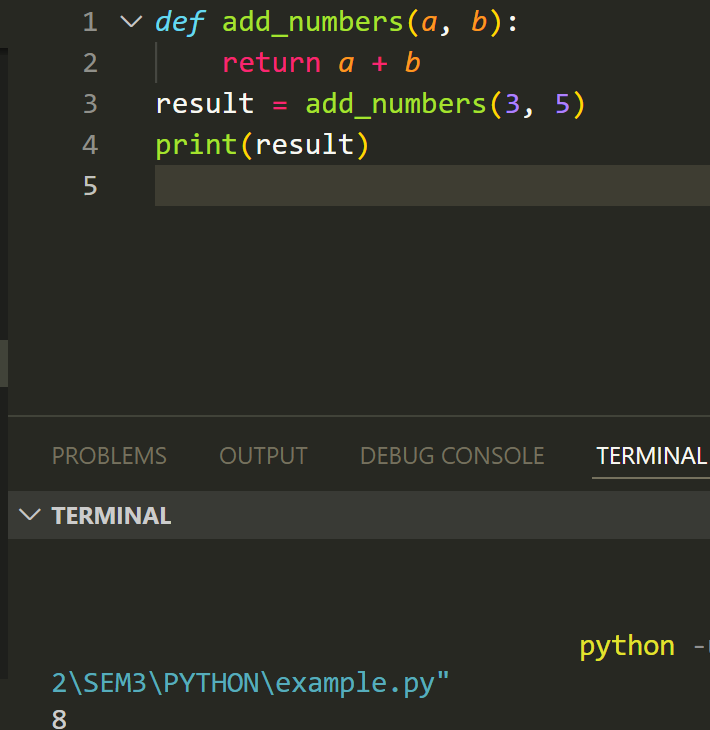 1 def add_numbers(a, b):
2     return a + b
3 result = add_numbers(3, 5)
4 print(result)
5
PROBLEMS OUTPUT DEBUG CONSOLE TERMINAL
TERMINAL
python
2\SEM3\PYTHON\example.py"
8